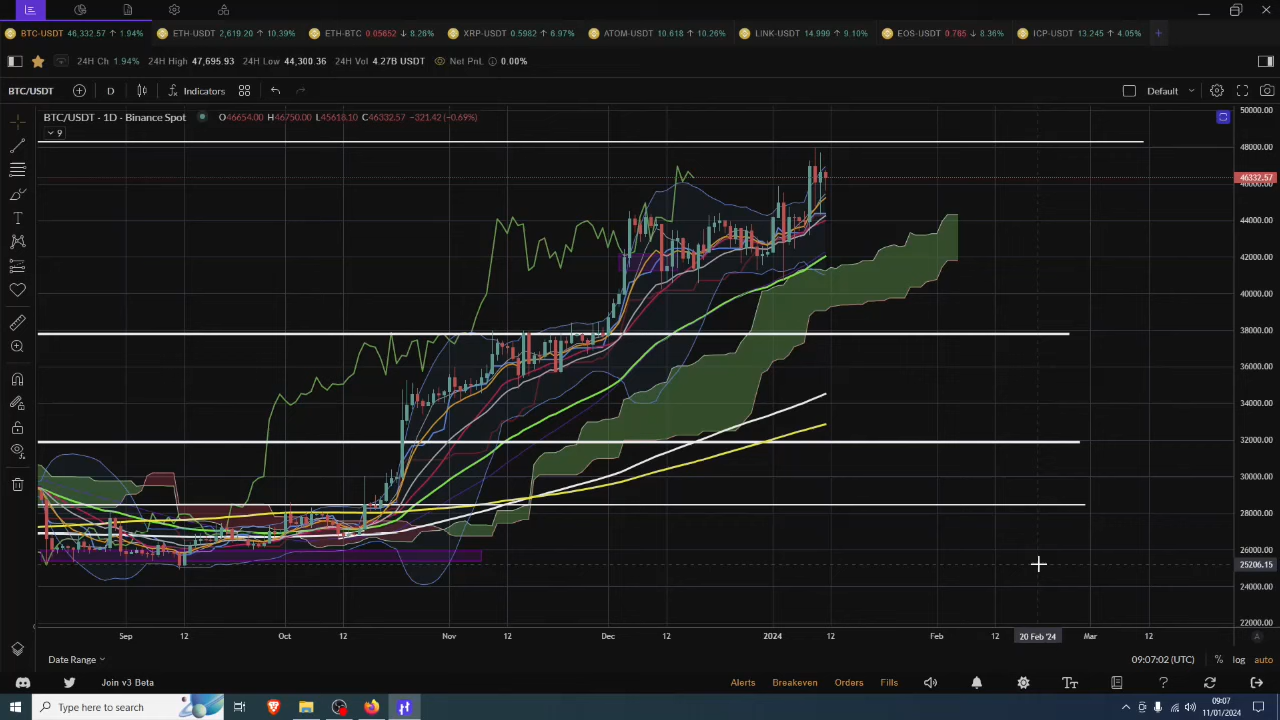 BTC-USDT 46,332.57 ↑ 1.94% ETH-USDT 2,619.20 ↑ 10.39% ETH-BTC 0.05652 ↓ 8.26% XRP-USDT 0.5982 ↑ 6.97% ATOM-USDT 10.618 ↑ 10.26% LINK-USDT 14.999 ↑ 9.10% EOS-USDT 0.765 ↓ 8.36% ICP-USDT 13.245 ↑ 4.05% +
24H Ch 1.94% 24H High 47,695.93 24H Low 44,300.36 24H Vol 4.27B USDT Net PnL 0.00%
BTC/USDT D Indicators Default
BTC/USDT · 1D · Binance Spot O46654.00 H46750.00 L45618.10 C46332.57 −321.42 (−0.69%)
9
50000.00
48000.00
46332.57
46000.00
44000.00
42000.00
40000.00
38000.00
36000.00
34000.00
32000.00
30000.00
28000.00
26000.00
25206.15
24000.00
22000.00
Sep 12 Oct 12 Nov 12 Dec 12 2024 12 Feb 12 20 Feb '24 Mar 12 A
Date Range 09:07:02 (UTC) % log auto
Join v3 Beta Alerts Breakeven Orders Fills
Type here to search 09:07
11/01/2024